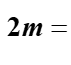 2m =